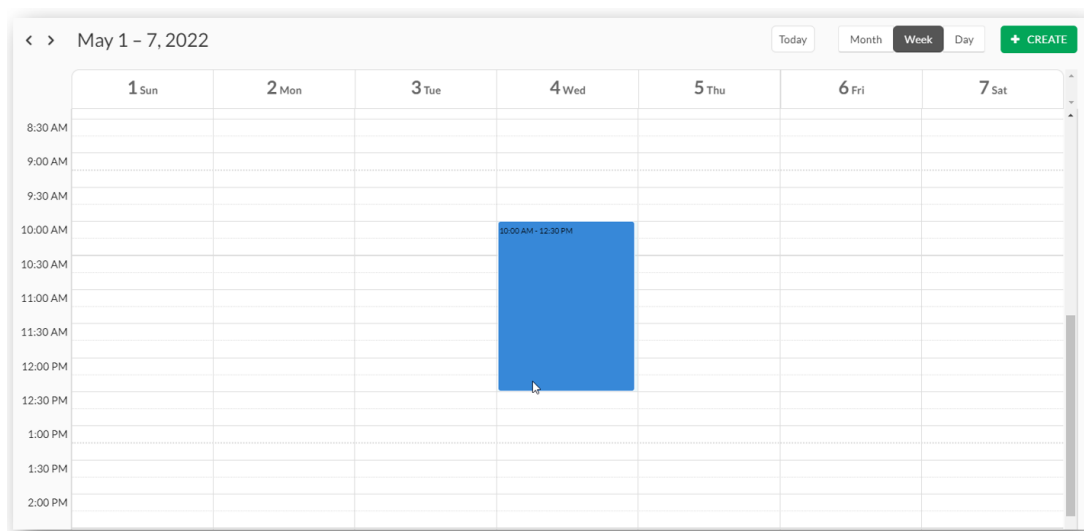 May 1 – 7, 2022
Today
Month
Week
Day
+ CREATE
1 Sun
2 Mon
3 Tue
4 Wed
5 Thu
6 Fri
7 Sat
8:30 AM
9:00 AM
9:30 AM
10:00 AM
10:00 AM - 12:30 PM
10:30 AM
11:00 AM
11:30 AM
12:00 PM
12:30 PM
1:00 PM
1:30 PM
2:00 PM